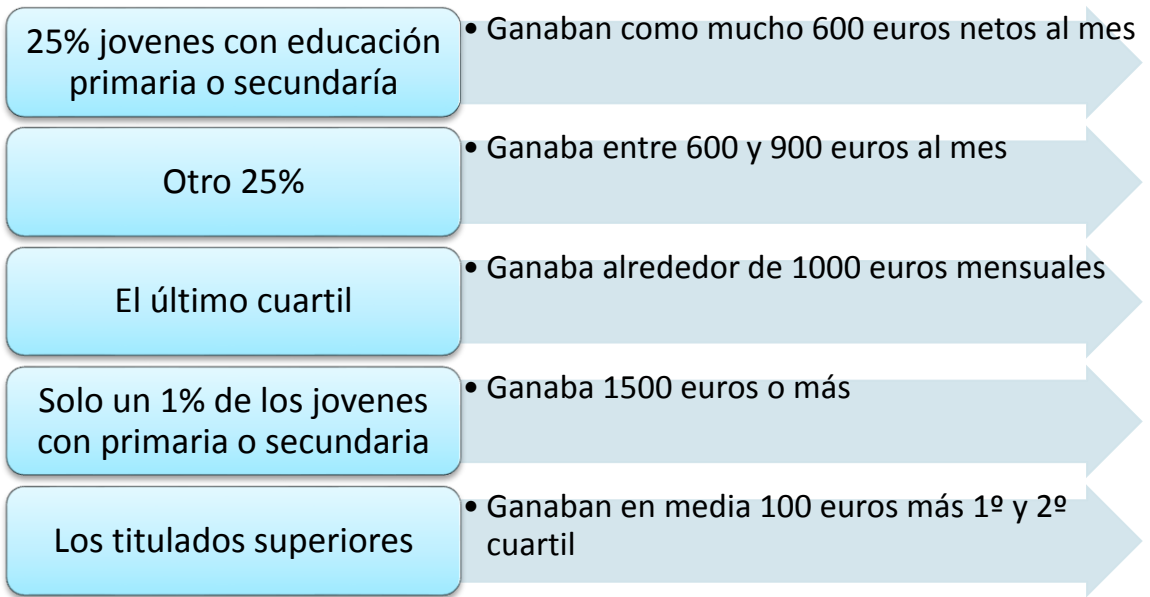 25% jovenes con educación
primaria o secundaría
• Ganaban como mucho 600 euros netos al mes
Otro 25%
• Ganaba entre 600 y 900 euros al mes
El último cuartil
• Ganaba alrededor de 1000 euros mensuales
Solo un 1% de los jovenes
con primaria o secundaria
• Ganaba 1500 euros o más
Los titulados superiores
• Ganaban en media 100 euros más 1º y 2º
cuartil